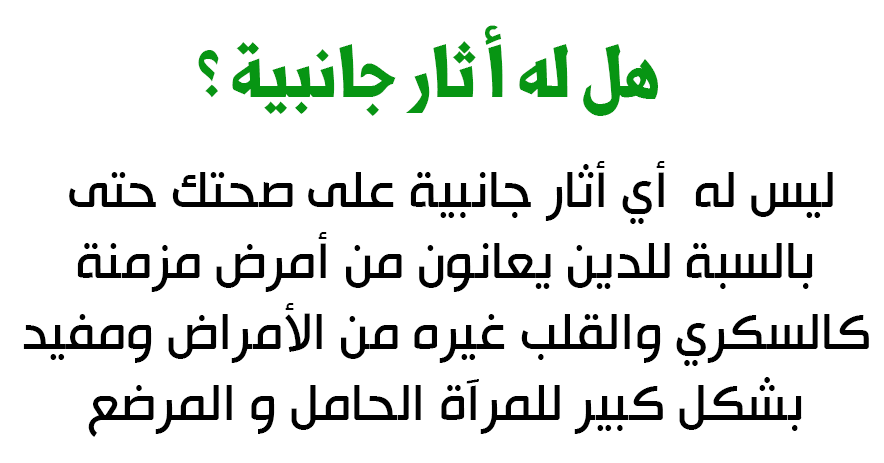 هل له أ ثار جانبية ؟
ليس له أي أثار جانبية على صحتك حتى
بالسبة للدين يعانون من أمرض مزمنة
كالسكري والقلب غيره من الأمراض ومفيد
بشكل كبير للمرآة الحامل و المرضع